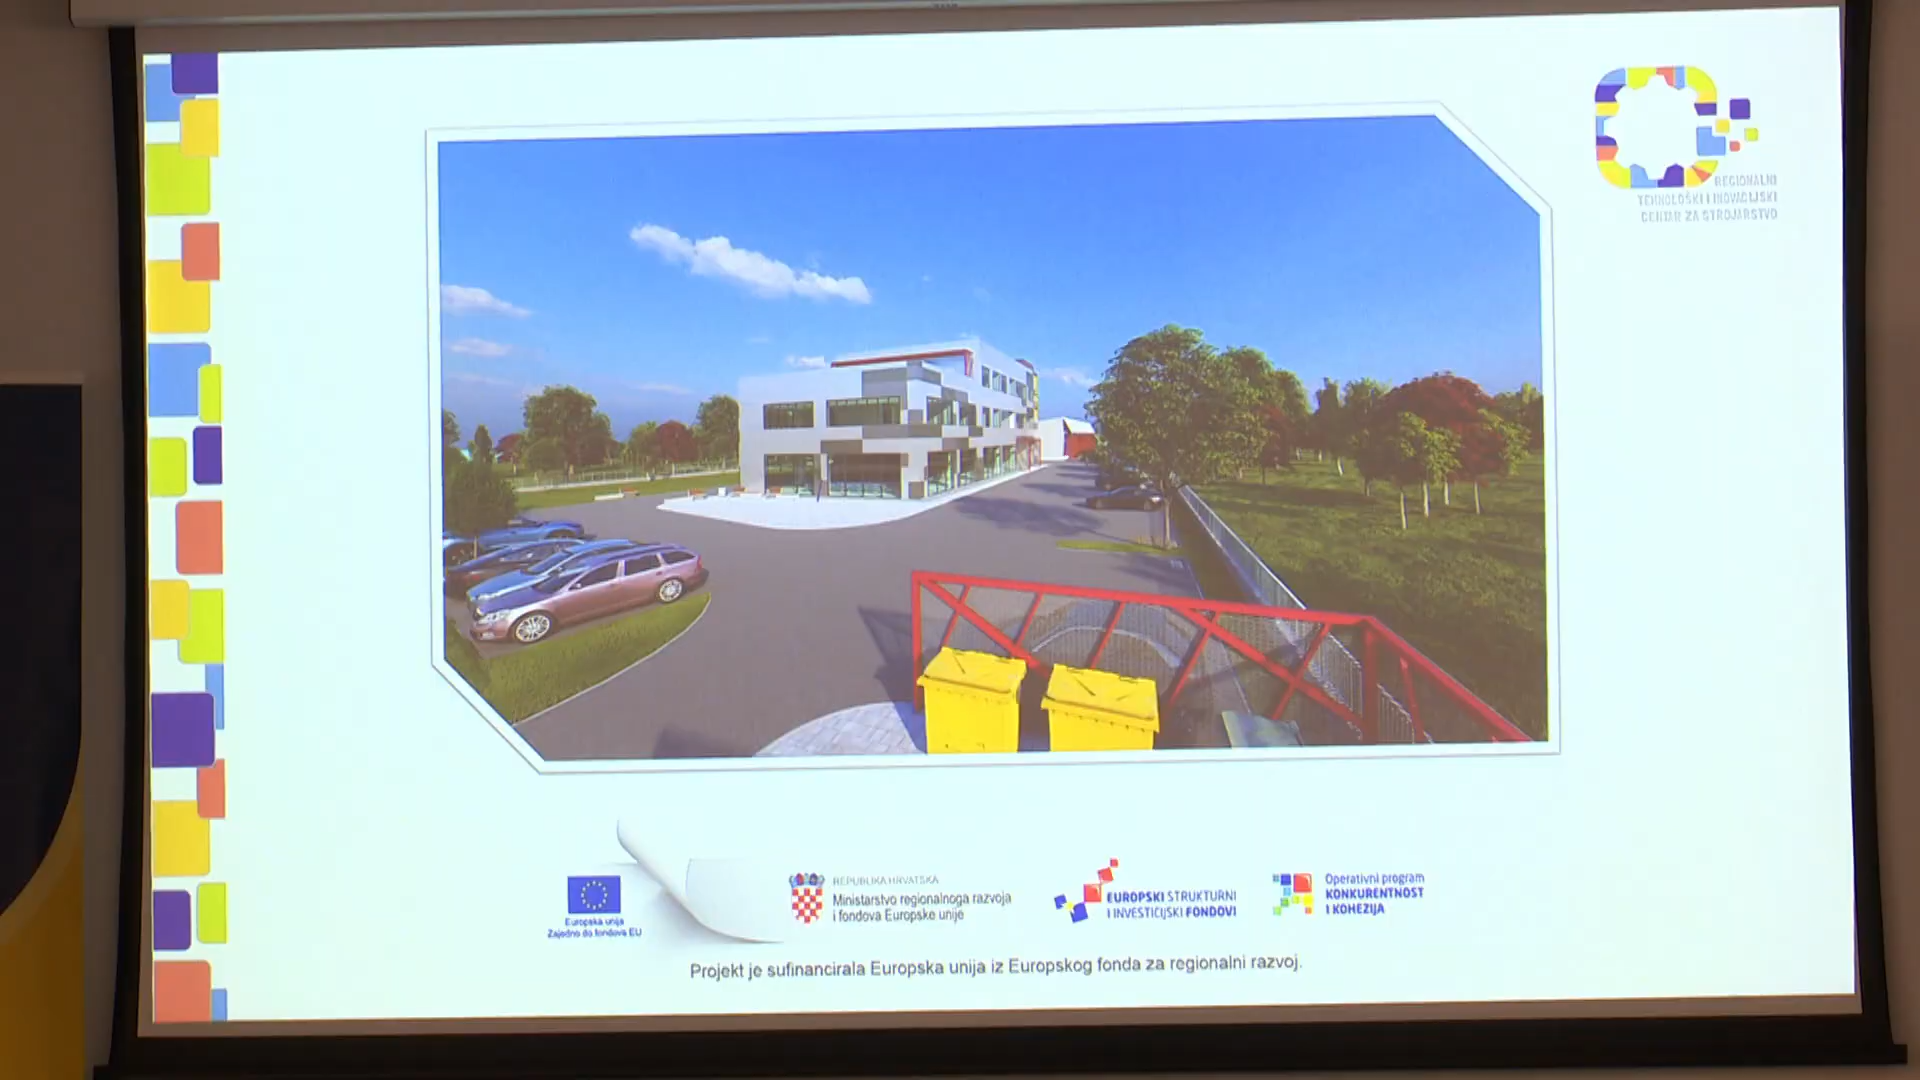 REGIONALNI
TEHNOLOŠKI I INOVACIJSKI
CENTAR ZA STROJARSTVO
Europska unija
Zajedno do fondova EU
REPUBLIKA HRVATSKA
Ministarstvo regionalnoga razvoja
i fondova Europske unije
EUROPSKI STRUKTURNI
I INVESTICIJSKI FONDOVI
Operativni program
KONKURENTNOST
I KOHEZIJA
Projekt je sufinancirala Europska unija iz Europskog fonda za regionalni razvoj.